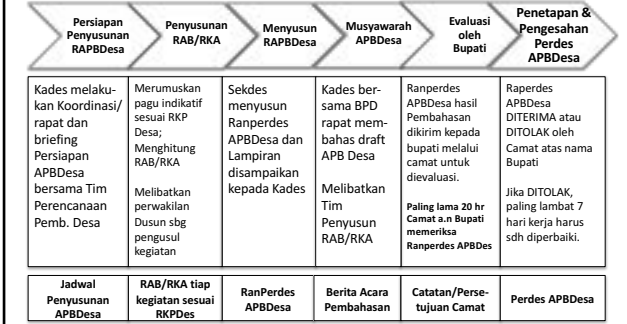 Persiapan
Penyusunan
RAPBDesa
Penyusunan
RAB/RKA
Menyusun
RAPBDesa
Musyawarah
APBDesa
Evaluasi
oleh
Bupati
Penetapan &
Pengesahan
Perdes
APBDesa
Kades melaku-
kan Koordinasi/
rapat dan
briefing
Persiapan
APBDesa
bersama Tim
Perencanaan
Pemb. Desa
Merumuskan
pagu indikatif
sesuai RKP
Desa;
Menghitung
RAB/RKA
Melibatkan
perwakilan
Dusun sbg
pengusul
kegiatan
Sekdes
menyusun
Ranperdes
APBDesa dan
Lampiran
disampaikan
kepada Kades
Kades ber-
sama BPD
rapat mem-
bahas draft
APB Desa
Melibatkan
Tim
Penyusun
RAB/RKA
Ranperdes
APBDesa hasil
Pembahasan
dikirim kepada
bupati melalui
camat untuk
dievaluasi.
Paling lama 20 hr
Camat a.n Bupati
memeriksa
Ranperdes APBDes
Raperdes
APBDesa
DITERIMA atau
DITOLAK oleh
Camat atas nama
Bupati
Jika DITOLAK,
paling lambat 7
hari kerja harus
sdh diperbaiki.
Jadwal
Penyusunan
APBDesa
RAB/RKA tiap
kegiatan sesuai
RKPDes
RanPerdes
APBDesa
Berita Acara
Pembahasan
Catatan/Perse-
tujuan Camat
Perdes APBDesa